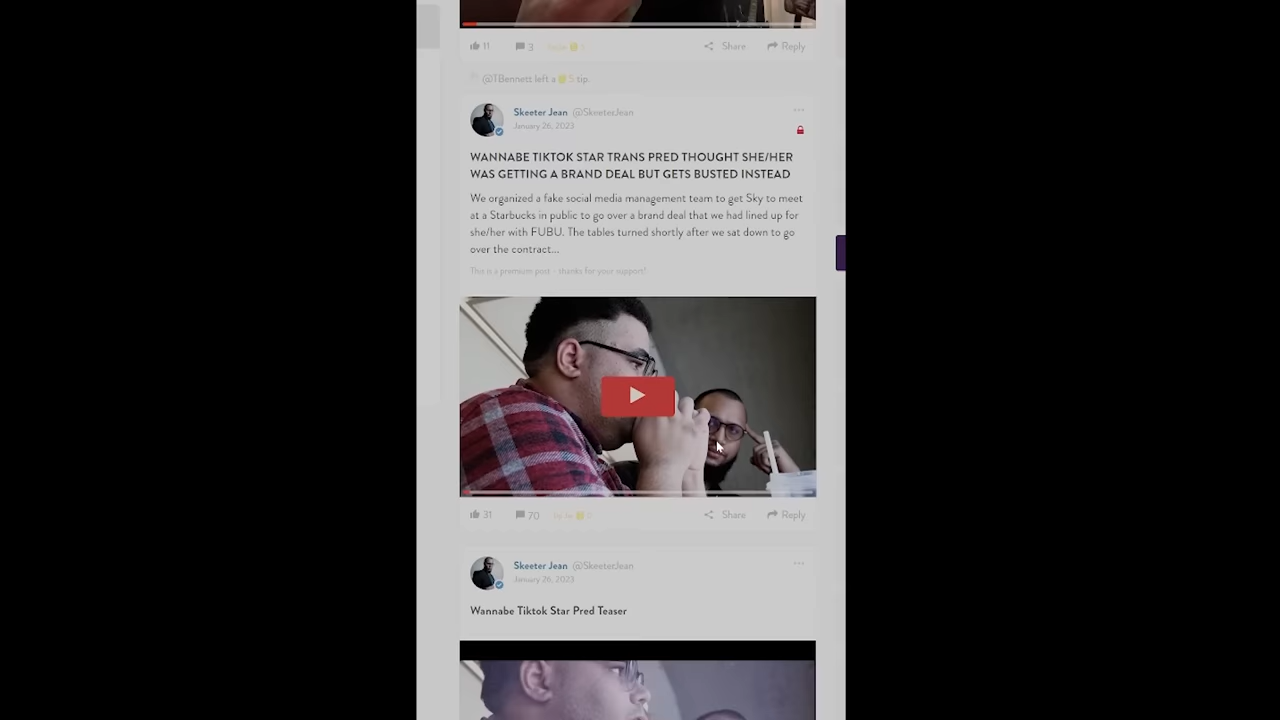 11 3 Share Reply
@TBennett left a 5 tip.
Skeeter Jean @SkeeterJean
January 26, 2023
WANNABE TIKTOK STAR TRANS PRED THOUGHT SHE/HER
WAS GETTING A BRAND DEAL BUT GETS BUSTED INSTEAD
We organized a fake social media management team to get Sky to meet
at a Starbucks in public to go over a brand deal that we had lined up for
she/her with FUBU. The tables turned shortly after we sat down to go
over the contract...
This is a premium post - thanks for your support!
31 70 Share Reply
Skeeter Jean @SkeeterJean
January 26, 2023
Wannabe Tiktok Star Pred Teaser